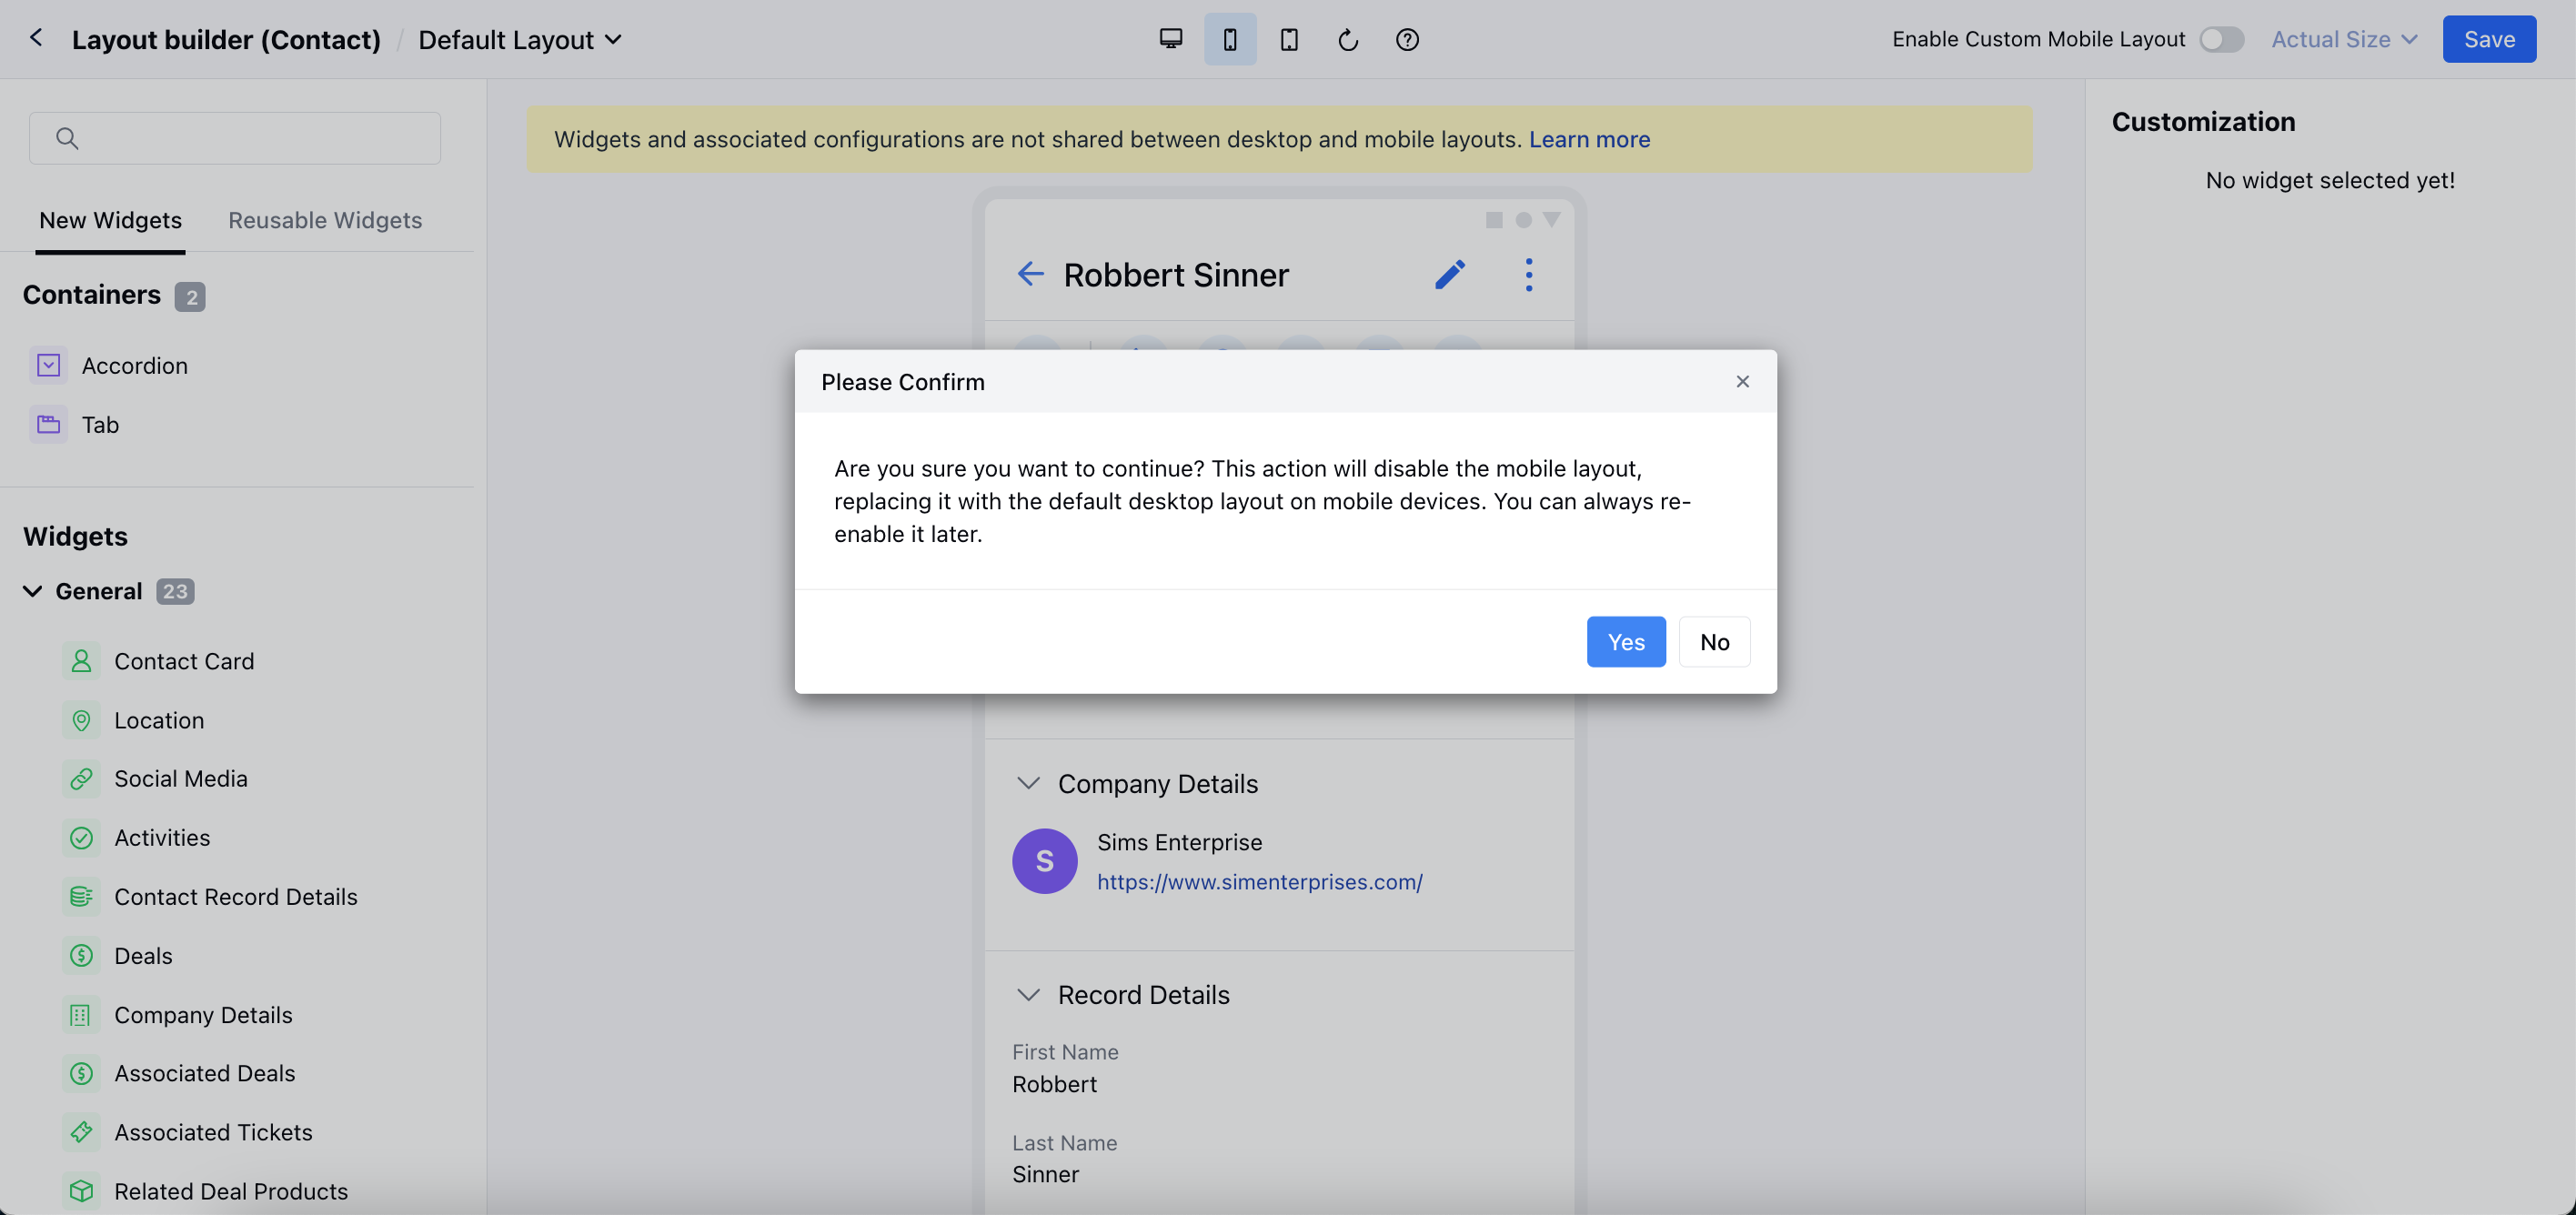 Layout builder (Contact) / Default Layout
Enable Custom Mobile Layout
Actual Size
Save
New Widgets
Reusable Widgets
Containers 2
Accordion
Tab
Widgets
General 23
Contact Card
Location
Social Media
Activities
Contact Record Details
Deals
Company Details
Associated Deals
Associated Tickets
Related Deal Products
Widgets and associated configurations are not shared between desktop and mobile layouts. Learn more
Robbert Sinner
Please Confirm
Are you sure you want to continue? This action will disable the mobile layout,
replacing it with the default desktop layout on mobile devices. You can always re-
enable it later.
Yes
No
Company Details
S
Sims Enterprise
https://www.simenterprises.com/
Record Details
First Name
Robbert
Last Name
Sinner
Customization
No widget selected yet!